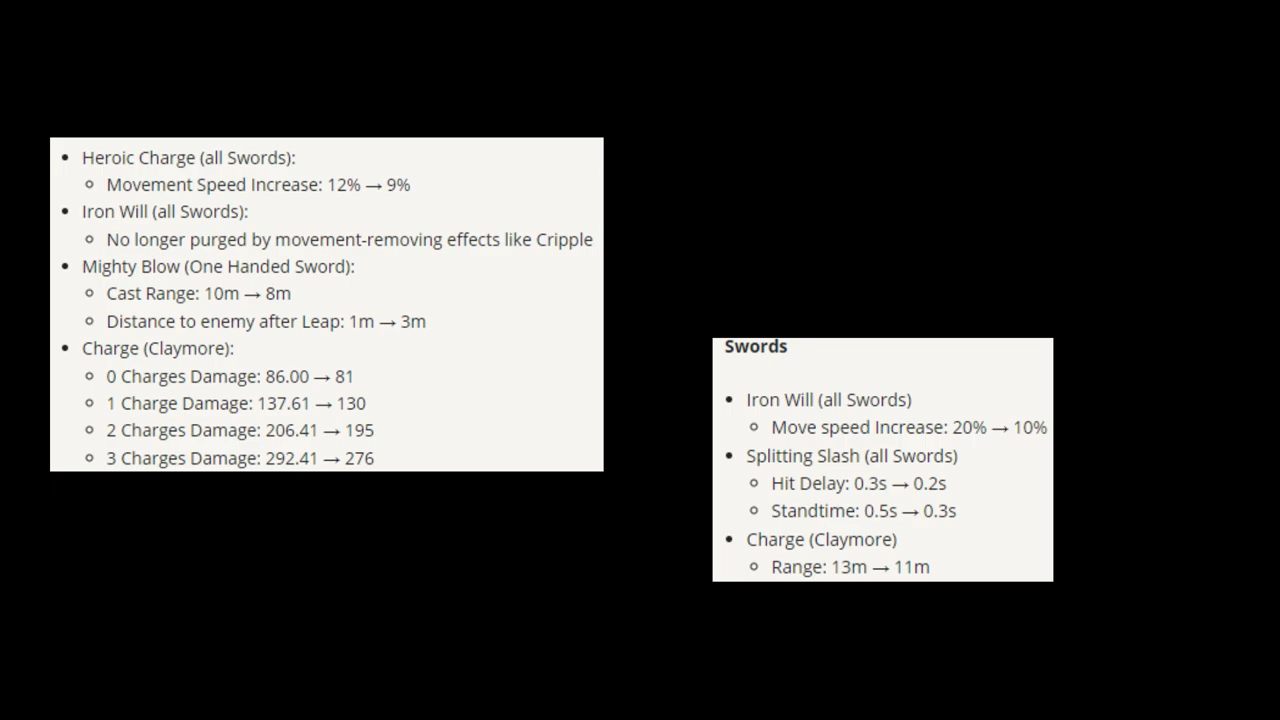 Heroic Charge (all Swords):
Movement Speed Increase: 12% → 9%
Iron Will (all Swords):
No longer purged by movement-removing effects like Cripple
Mighty Blow (One Handed Sword):
Cast Range: 10m → 8m
Distance to enemy after Leap: 1m → 3m
Charge (Claymore):
0 Charges Damage: 86.00 → 81
1 Charge Damage: 137.61 → 130
2 Charges Damage: 206.41 → 195
3 Charges Damage: 292.41 → 276
Swords
Iron Will (all Swords)
Move speed Increase: 20% → 10%
Splitting Slash (all Swords)
Hit Delay: 0.3s → 0.2s
Standtime: 0.5s → 0.3s
Charge (Claymore)
Range: 13m → 11m